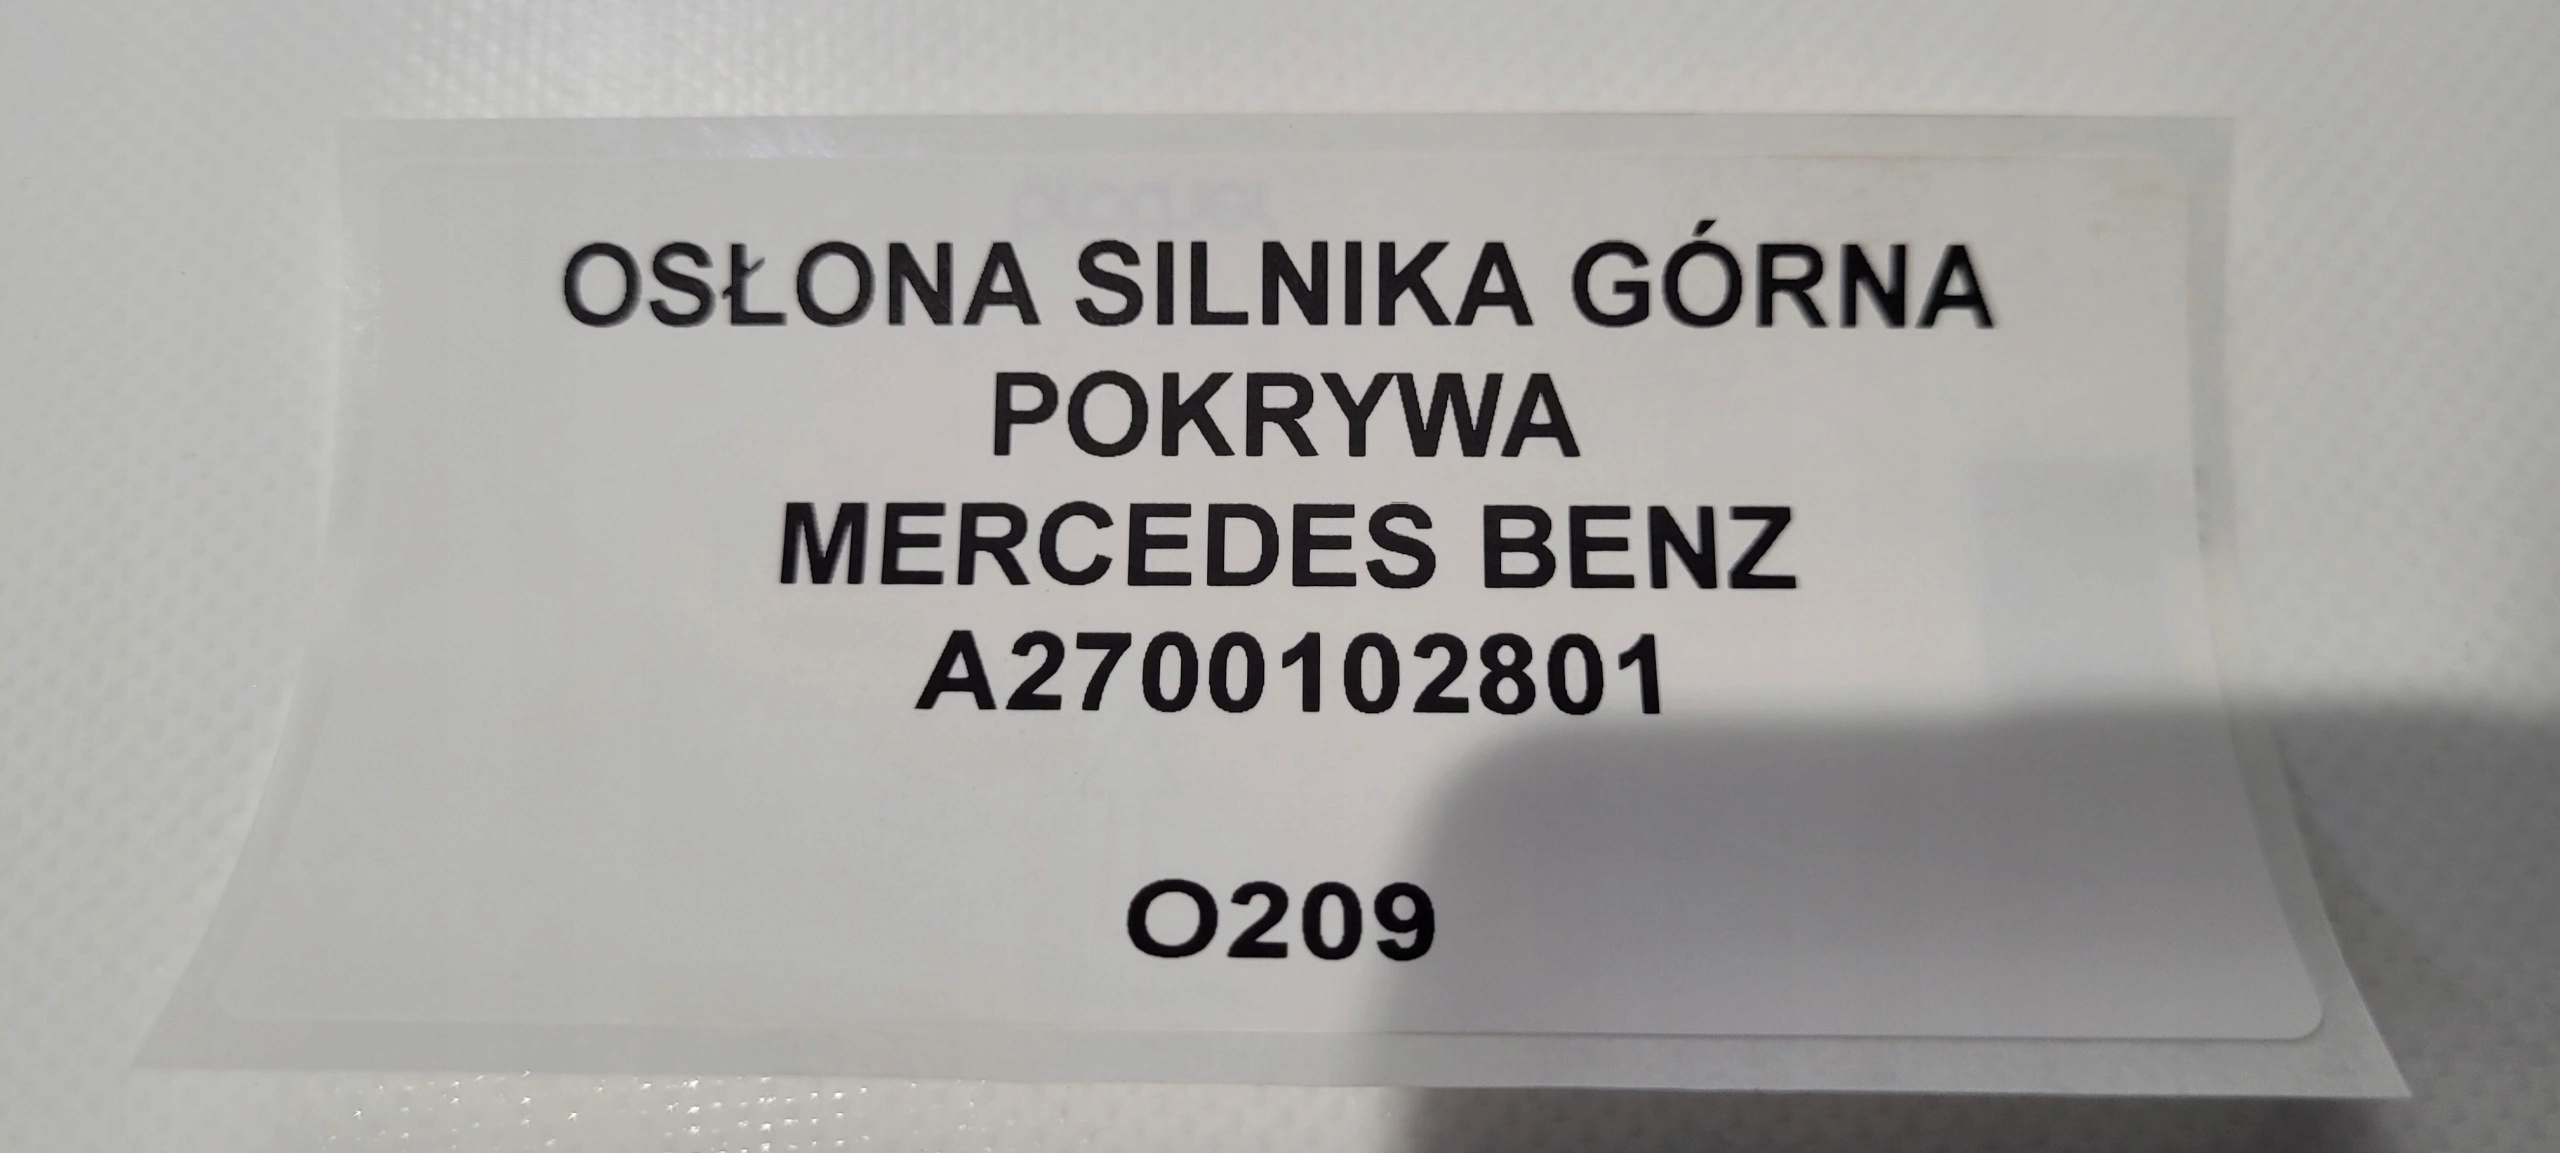 OSŁONA SILNIKA GÓRNA
POKRYWA
MERCEDES BENZ
A2700102801
O209